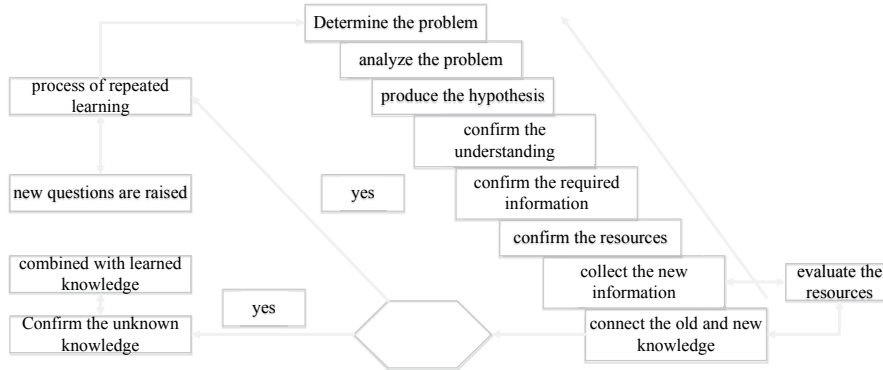 Determine the problem
analyze the problem
process of repeated
learning
produce the hypothesis
confirm the
understanding
new questions are raised
yes
confirm the required
information
confirm the resources
combined with learned
knowledge
collect the new
information
evaluate the
resources
yes
Confirm the unknown
knowledge
connect the old and new
knowledge